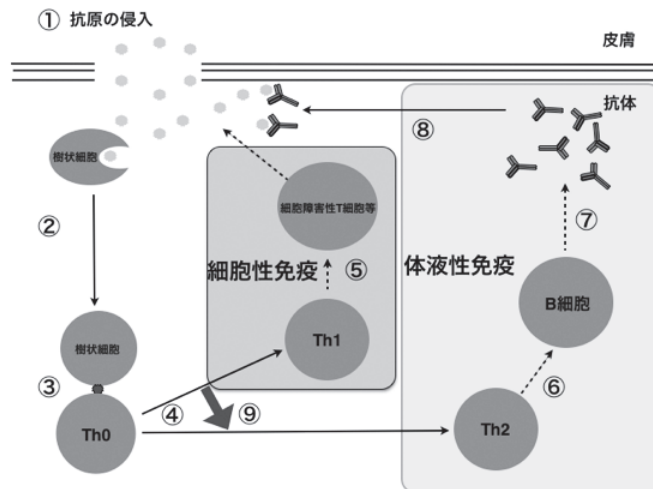 ① 抗原の侵入
皮膚
抗体
⑧
樹状細胞
細胞障害性T細胞等
②
⑦
細胞性免疫
⑤
体液性免疫
B細胞
Th1
樹状細胞
③
④
⑨
⑥
Th0
Th2